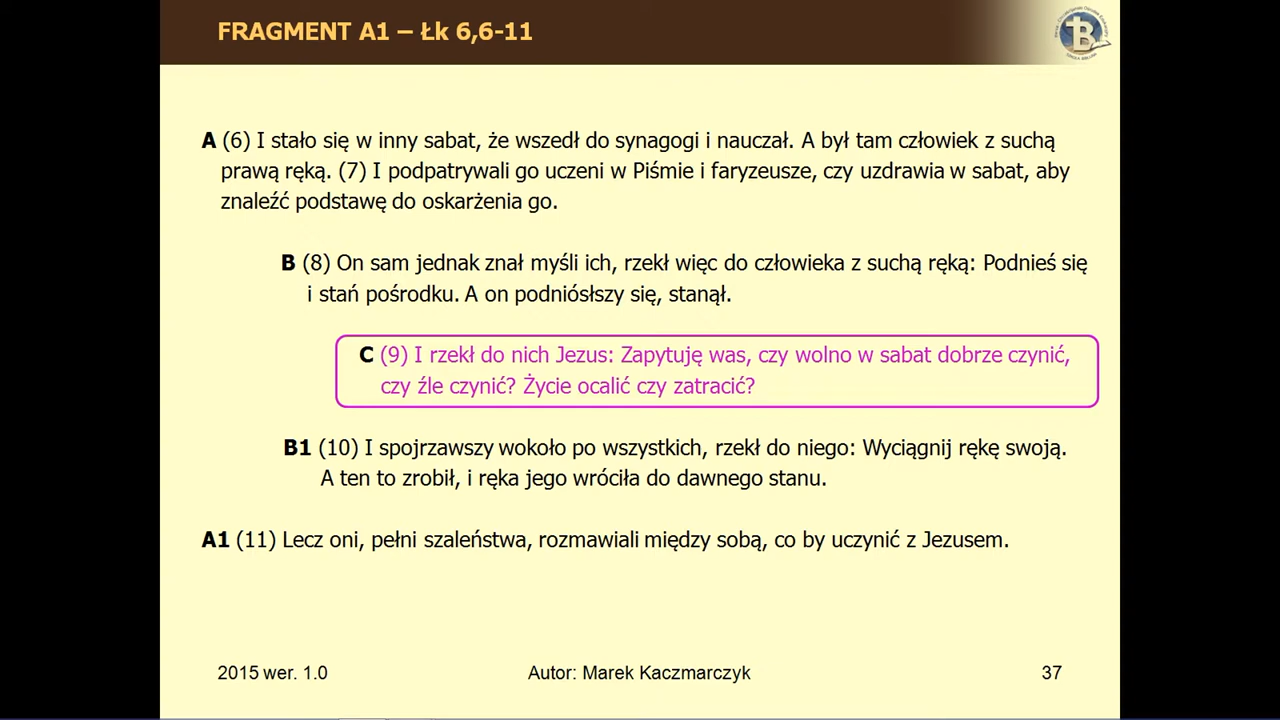 FRAGMENT A1 – Łk 6,6-11
A (6) I stało się w inny sabat, że wszedł do synagogi i nauczał. A był tam człowiek z suchą
prawą ręką. (7) I podpatrywali go uczeni w Piśmie i faryzeusze, czy uzdrawia w sabat, aby
znaleźć podstawę do oskarżenia go.
B (8) On sam jednak znał myśli ich, rzekł więc do człowieka z suchą ręką: Podnieś się
i stań pośrodku. A on podniósłszy się, stanął.
C (9) I rzekł do nich Jezus: Zapytuję was, czy wolno w sabat dobrze czynić,
czy źle czynić? Życie ocalić czy zatracić?
B1 (10) I spojrzawszy wokoło po wszystkich, rzekł do niego: Wyciągnij rękę swoją.
A ten to zrobił, i ręka jego wróciła do dawnego stanu.
A1 (11) Lecz oni, pełni szaleństwa, rozmawiali między sobą, co by uczynić z Jezusem.
2015 wer. 1.0
Autor: Marek Kaczmarczyk
37